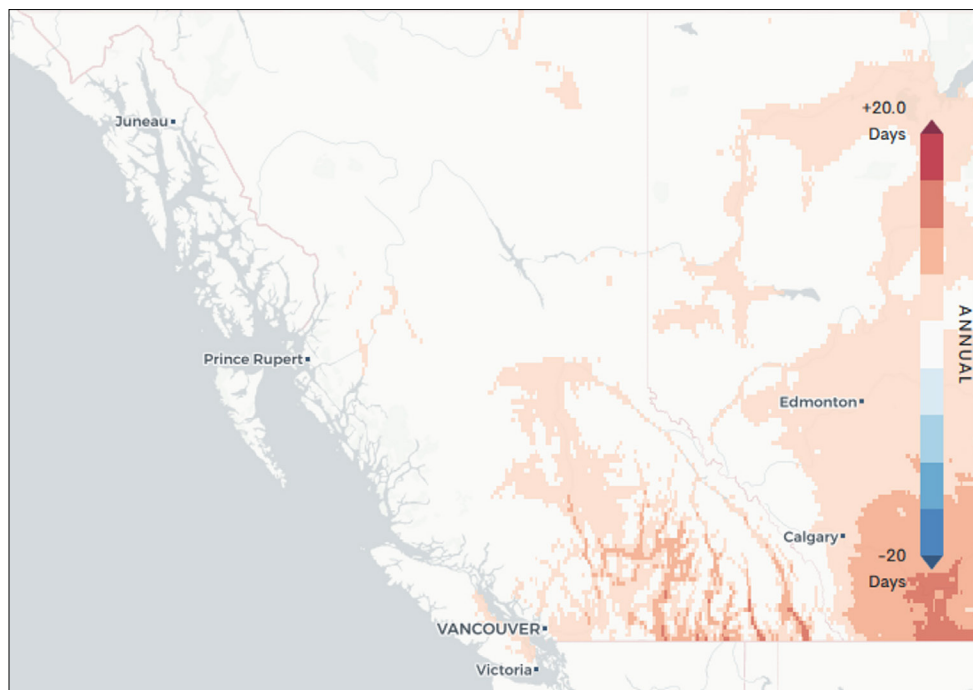 +20.0
Days
Juneau
ANNUAL
Prince Rupert
Edmonton
Calgary
-20
Days
VANCOUVER
Victoria